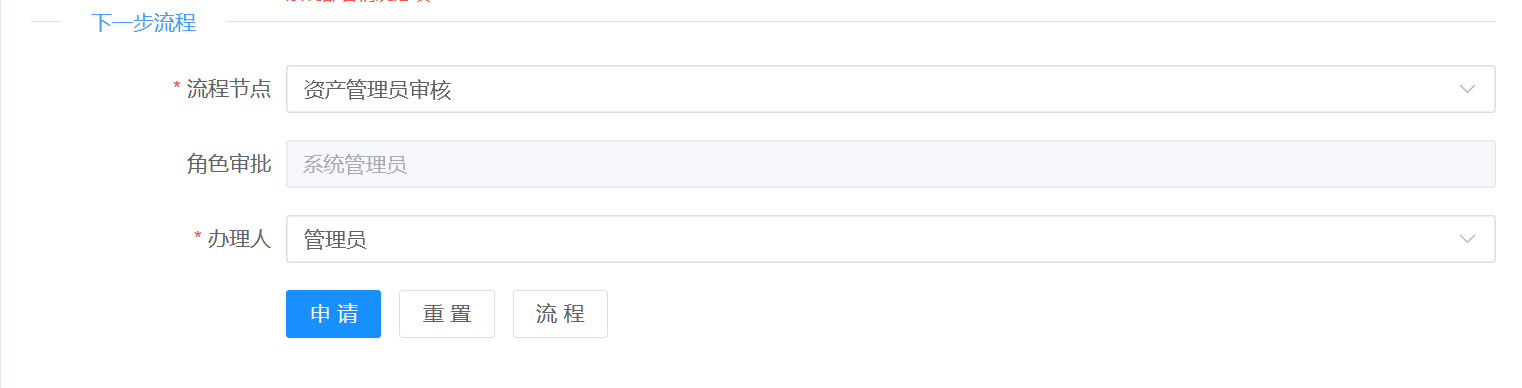 下一步流程
* 流程节点 资产管理员审核
角色审批 系统管理员
* 办理人 管理员
申 请 重 置 流 程